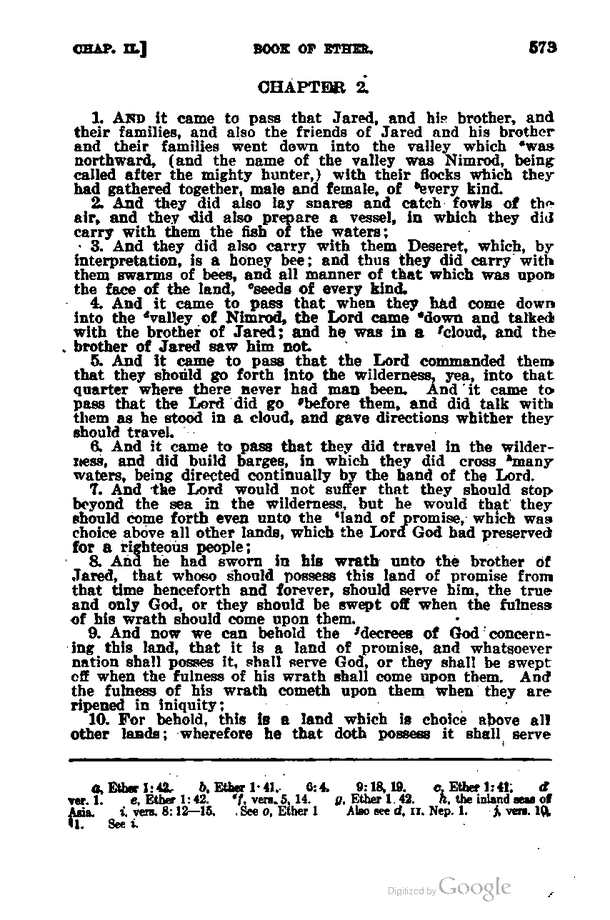 CHAP. II.] BOOK OF ETHER. 573
CHAPTER 2.
1. AND it came to pass that Jared, and his brother, and
their families, and also the friends of Jared and his brother
and their families went down into the valley which ᵃwas
northward, (and the name of the valley was Nimrod, being
called after the mighty hunter,) with their flocks which they
had gathered together, male and female, of ᵇevery kind.
2. And they did also lay snares and catch fowls of the
air, and they did also prepare a vessel, in which they did
carry with them the fish of the waters;
3. And they did also carry with them Deseret, which, by
interpretation, is a honey bee; and thus they did carry with
them swarms of bees, and all manner of that which was upon
the face of the land, ᶜseeds of every kind.
4. And it came to pass that when they had come down
into the ᵈvalley of Nimrod, the Lord came ᵉdown and talked
with the brother of Jared; and he was in a ᶠcloud, and the
brother of Jared saw him not.
5. And it came to pass that the Lord commanded them
that they should go forth into the wilderness, yea, into that
quarter where there never had man been. And it came to
pass that the Lord did go ᵍbefore them, and did talk with
them as he stood in a cloud, and gave directions whither they
should travel.
6. And it came to pass that they did travel in the wilder-
ness, and did build barges, in which they did cross ʰmany
waters, being directed continually by the hand of the Lord.
7. And the Lord would not suffer that they should stop
beyond the sea in the wilderness, but he would that they
should come forth even unto the ⁱland of promise, which was
choice above all other lands, which the Lord God had preserved
for a righteous people;
8. And he had sworn in his wrath unto the brother of
Jared, that whoso should possess this land of promise from
that time henceforth and forever, should serve him, the true
and only God, or they should be swept off when the fulness
of his wrath should come upon them.
9. And now we can behold the ʲdecrees of God concern-
ing this land, that it is a land of promise, and whatsoever
nation shall posses it, shall serve God, or they shall be swept
off when the fulness of his wrath shall come upon them. And
the fulness of his wrath cometh upon them when they are
ripened in iniquity;
10. For behold, this is a land which is choice above all
other lands; wherefore he that doth possess it shall serve
a, Ether 1:42. b, Ether 1:41. 6:4. 9:18, 19. c, Ether 1:41. d
ver. 1. e, Ether 1:42. f, vers. 5, 14. g, Ether 1.42. h, the inland seas of
Asia. i, vers. 8:12—15. See o, Ether 1 Also see d, II. Nep. 1. j, vers. 10,
11. See i.
Digitized by Google